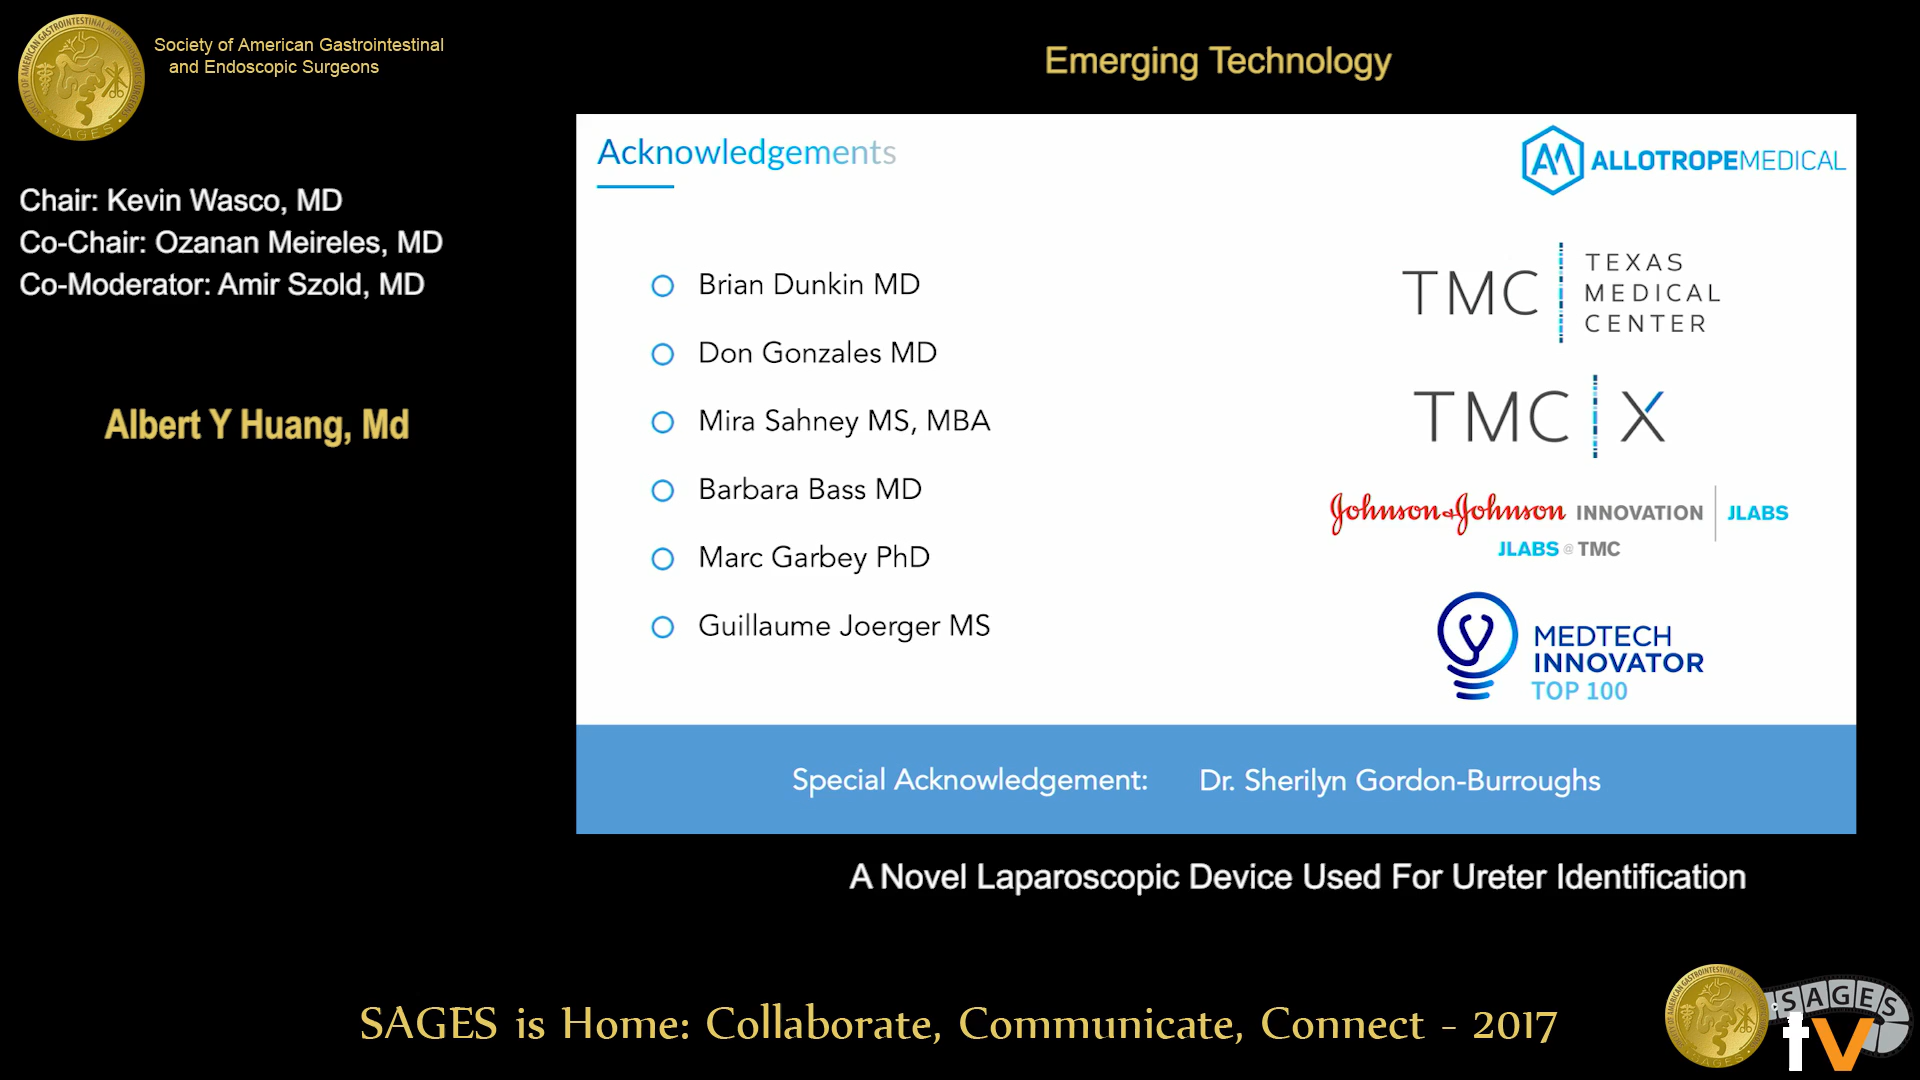 Society of American Gastrointestinal
and Endoscopic Surgeons
SAGES
Emerging Technology
Chair: Kevin Wasco, MD
Co-Chair: Ozanan Meireles, MD
Co-Moderator: Amir Szold, MD
Albert Y Huang, Md
Acknowledgements
ALLOTROPEMEDICAL
Brian Dunkin MD
Don Gonzales MD
Mira Sahney MS, MBA
Barbara Bass MD
Marc Garbey PhD
Guillaume Joerger MS
TMC
TEXAS
MEDICAL
CENTER
TMC X
Johnson & Johnson INNOVATION JLABS
JLABS @ TMC
MEDTECH
INNOVATOR
TOP 100
Special Acknowledgement: Dr. Sherilyn Gordon-Burroughs
A Novel Laparoscopic Device Used For Ureter Identification
SAGES is Home: Collaborate, Communicate, Connect - 2017
SAGES
tv